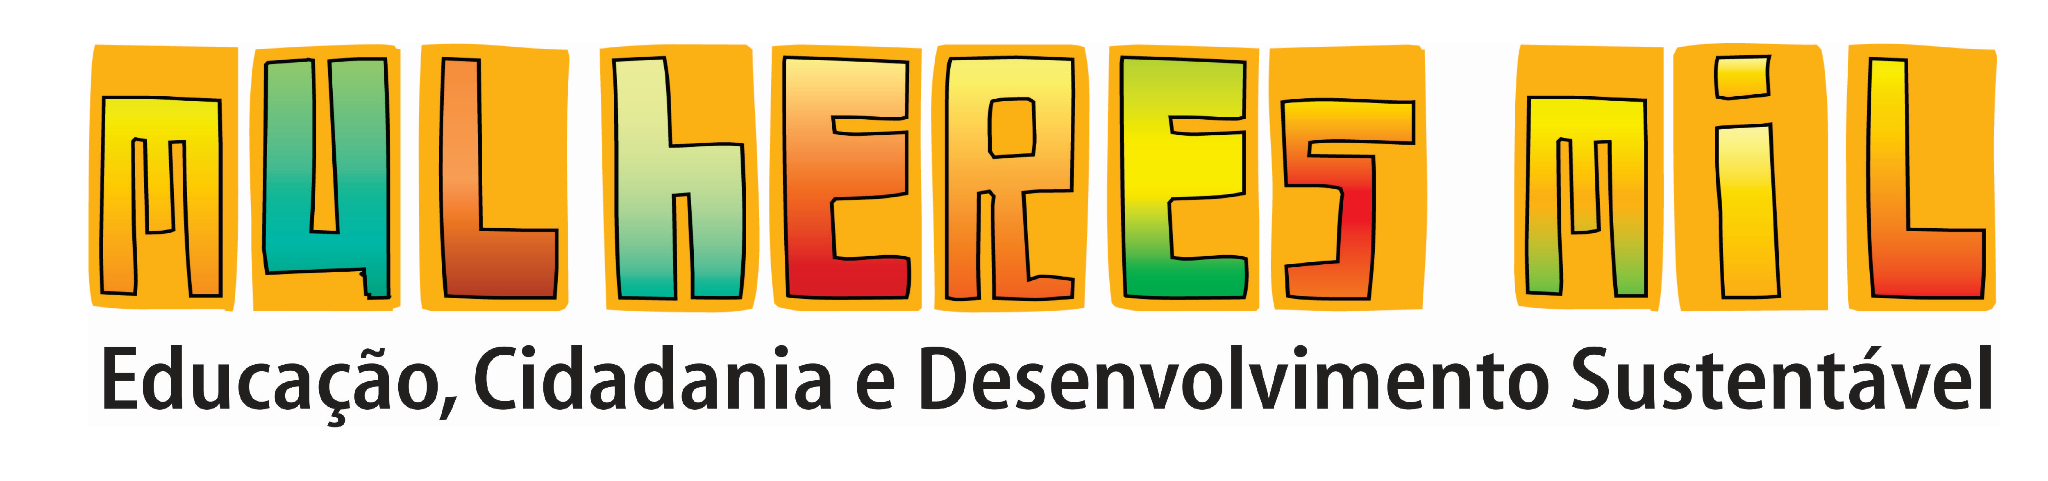 MULhERES MiL
Educação, Cidadania e Desenvolvimento Sustentável